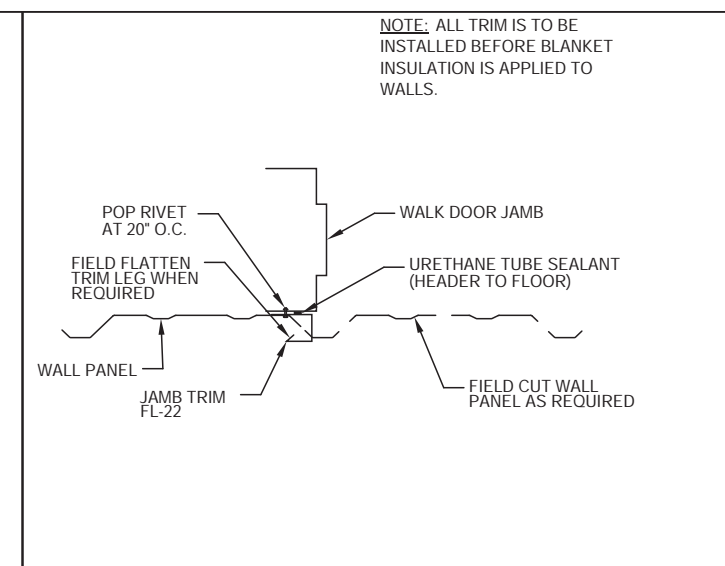 NOTE: ALL TRIM IS TO BE
INSTALLED BEFORE BLANKET
INSULATION IS APPLIED TO
WALLS.
POP RIVET
AT 20" O.C.
WALK DOOR JAMB
FIELD FLATTEN
TRIM LEG WHEN
REQUIRED
URETHANE TUBE SEALANT
(HEADER TO FLOOR)
WALL PANEL
JAMB TRIM
FL-22
FIELD CUT WALL
PANEL AS REQUIRED